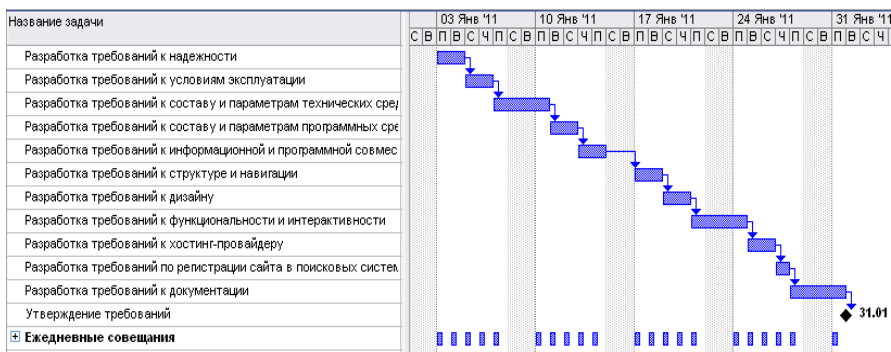 Название задачи
03 Янв '11 10 Янв '11 17 Янв '11 24 Янв '11 31 Янв '11
С В П В С Ч П С В П В С Ч П С В П В С Ч П С В П В С Ч П С В П В С Ч
Разработка требований к надежности
Разработка требований к условиям эксплуатации
Разработка требований к составу и параметрам технических сред
Разработка требований к составу и параметрам программных сре
Разработка требований к информационной и программной совмес
Разработка требований к структуре и навигации
Разработка требований к дизайну
Разработка требований к функциональности и интерактивности
Разработка требований к хостинг-провайдеру
Разработка требований по регистрации сайта в поисковых систем
Разработка требований к документации
Утверждение требований 31.01
Ежедневные совещания